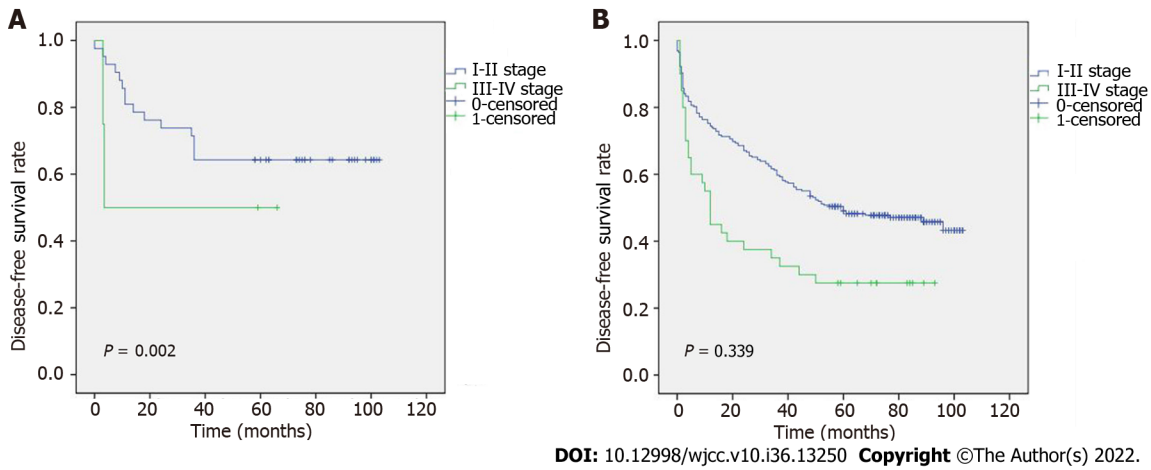 A
1.0
0.8
0.6
0.4
0.2
0.0
0 20 40 60 80 100 120
Disease-free survival rate
Time (months)
P = 0.002
I-II stage
III-IV stage
0-censored
1-censored
B
1.0
0.8
0.6
0.4
0.2
0.0
0 20 40 60 80 100 120
Disease-free survival rate
Time (months)
P = 0.339
I-II stage
III-IV stage
0-censored
1-censored
DOI: 10.12998/wjcc.v10.i36.13250 Copyright ©The Author(s) 2022.